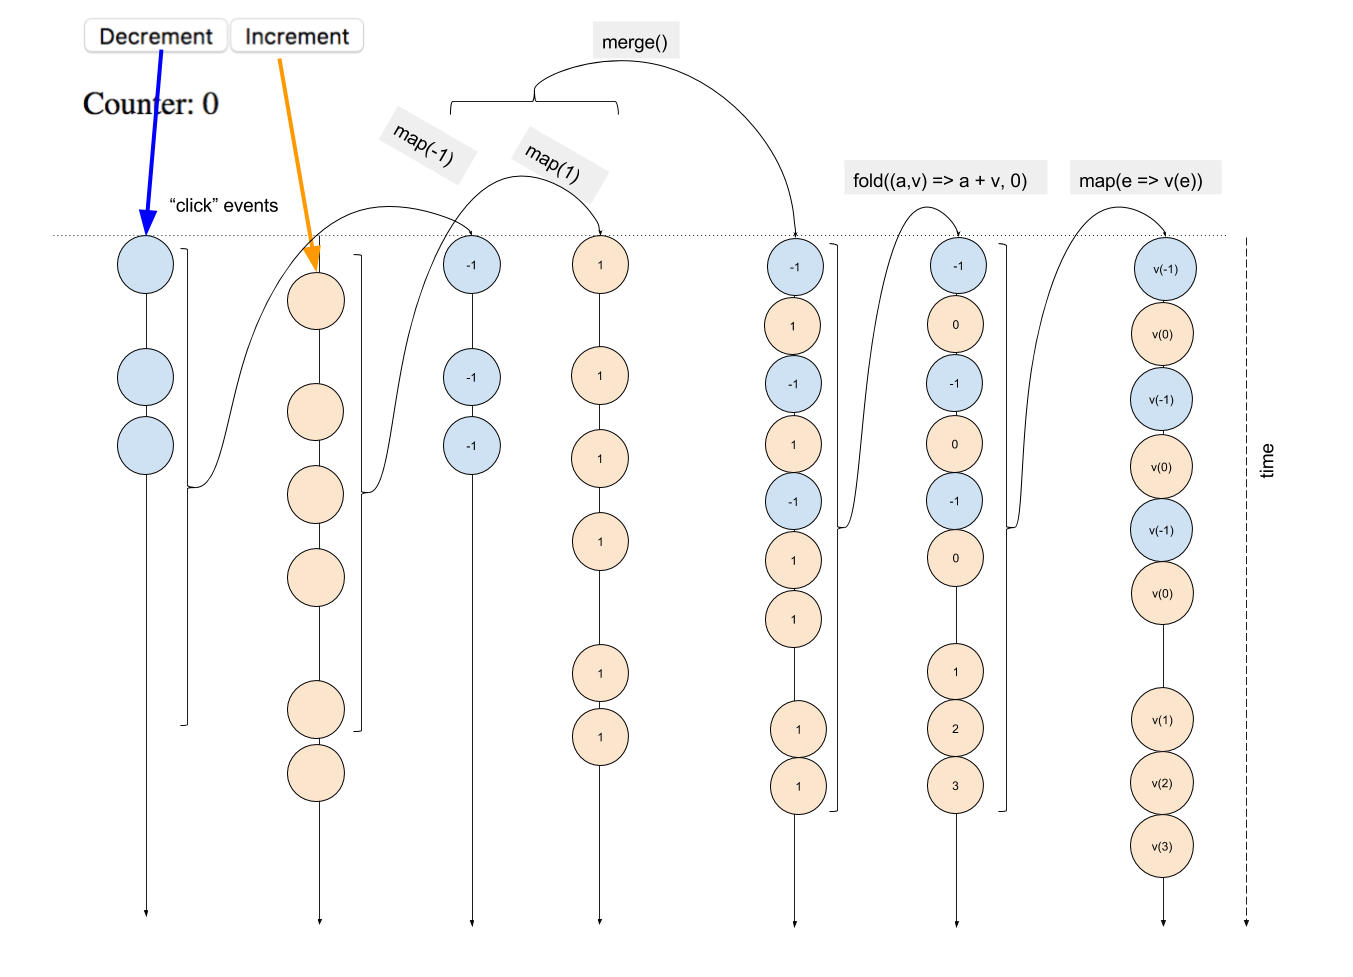 Decrement Increment
Counter: 0
merge()
map(-1)
map(1)
fold((a,v) => a + v, 0)
map(e => v(e))
“click” events
-1
-1
-1
1
1
1
1
1
1
-1
1
-1
1
-1
1
1
1
1
-1
0
-1
0
-1
0
1
2
3
v(-1)
v(0)
v(-1)
v(0)
v(-1)
v(0)
v(1)
v(2)
v(3)
time